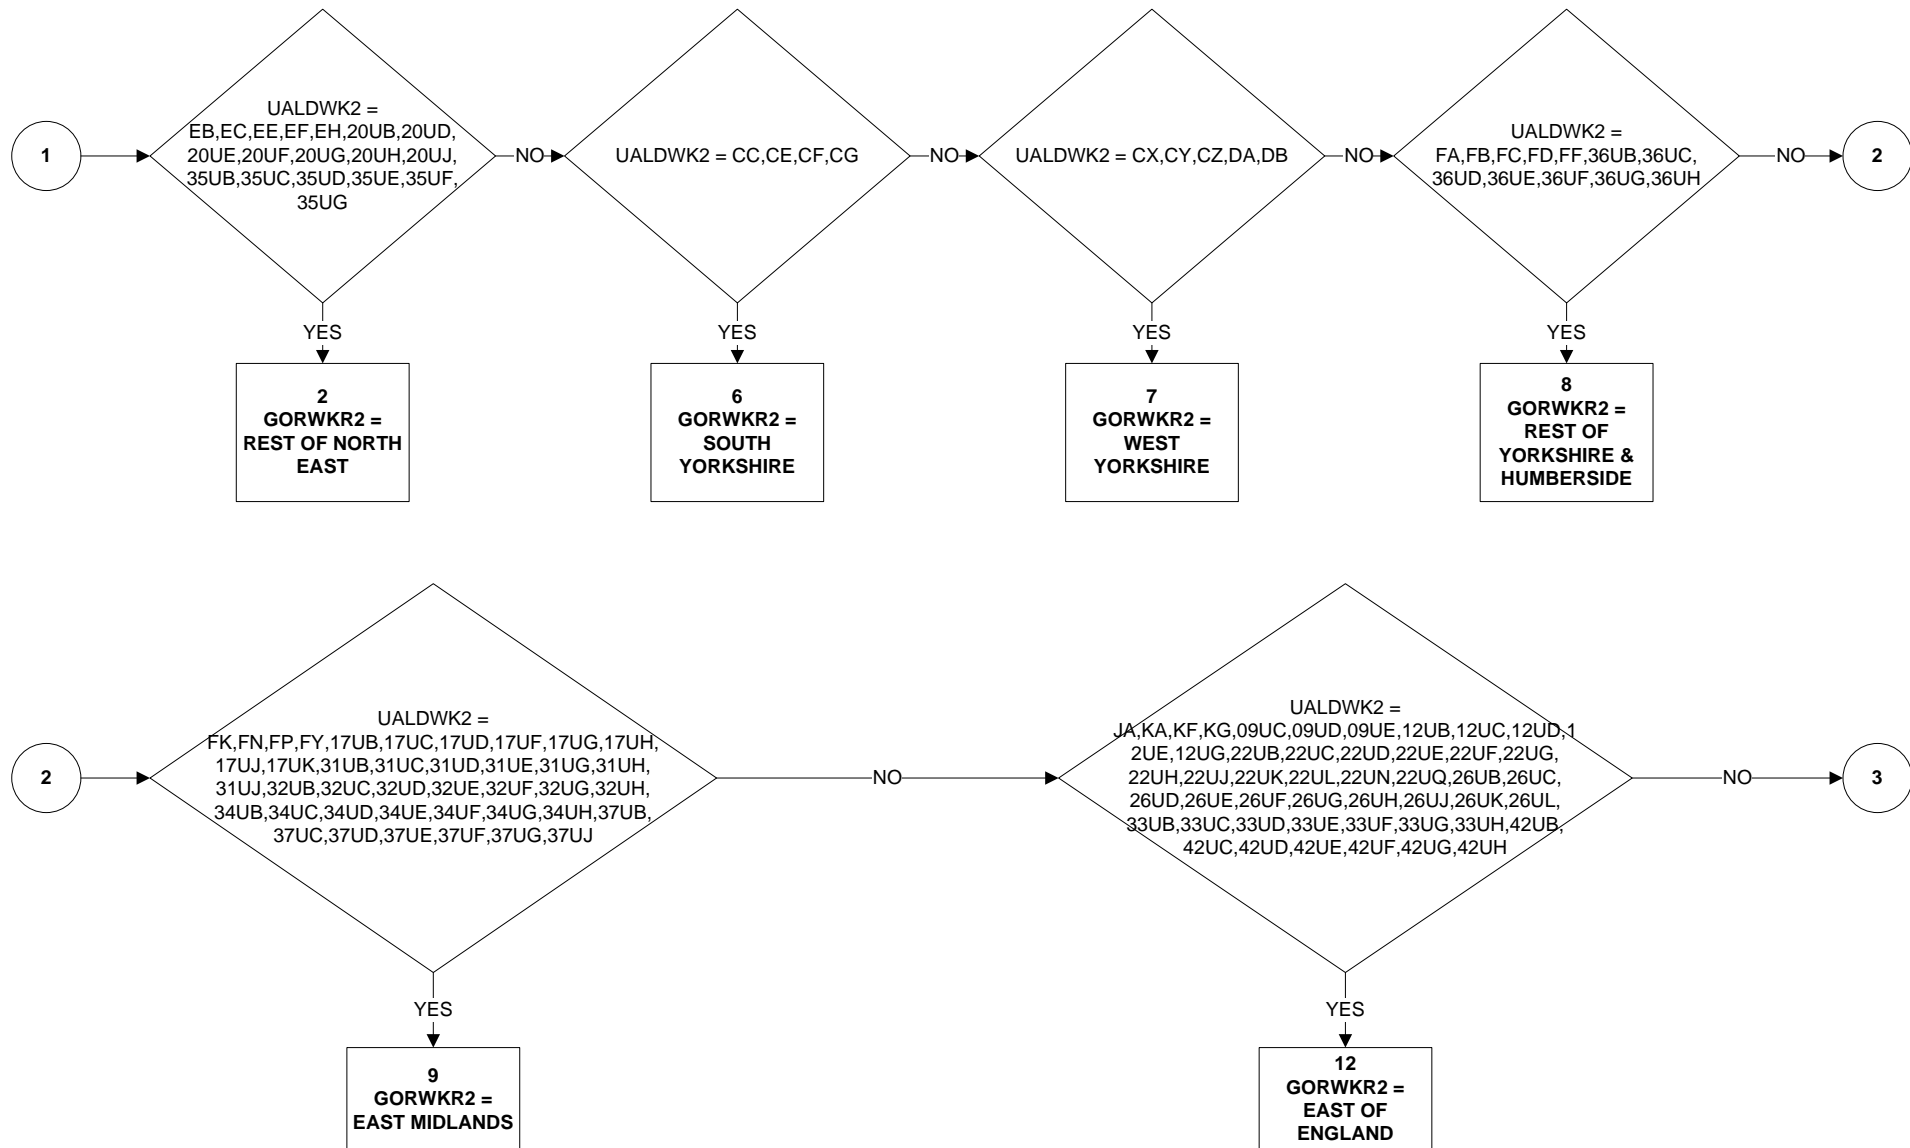 1
UALDWK2 =
EB,EC,EE,EF,EH,20UB,20UD,
20UE,20UF,20UG,20UH,20UJ,
35UB,35UC,35UD,35UE,35UF,
35UG
NO
UALDWK2 = CC,CE,CF,CG
NO
UALDWK2 = CX,CY,CZ,DA,DB
NO
UALDWK2 =
FA,FB,FC,FD,FF,36UB,36UC,
36UD,36UE,36UF,36UG,36UH
NO
2
YES
YES
YES
YES
2
GORWKR2 =
REST OF NORTH
EAST
6
GORWKR2 =
SOUTH
YORKSHIRE
7
GORWKR2 =
WEST
YORKSHIRE
8
GORWKR2 =
REST OF
YORKSHIRE &
HUMBERSIDE
2
UALDWK2 =
FK,FN,FP,FY,17UB,17UC,17UD,17UF,17UG,17UH,
17UJ,17UK,31UB,31UC,31UD,31UE,31UG,31UH,
31UJ,32UB,32UC,32UD,32UE,32UF,32UG,32UH,
34UB,34UC,34UD,34UE,34UF,34UG,34UH,37UB,
37UC,37UD,37UE,37UF,37UG,37UJ
NO
UALDWK2 =
JA,KA,KF,KG,09UC,09UD,09UE,12UB,12UC,12UD,1
2UE,12UG,22UB,22UC,22UD,22UE,22UF,22UG,
22UH,22UJ,22UK,22UL,22UN,22UQ,26UB,26UC,
26UD,26UE,26UF,26UG,26UH,26UJ,26UK,26UL,
33UB,33UC,33UD,33UE,33UF,33UG,33UH,42UB,
42UC,42UD,42UE,42UF,42UG,42UH
NO
3
YES
YES
9
GORWKR2 =
EAST MIDLANDS
12
GORWKR2 =
EAST OF
ENGLAND